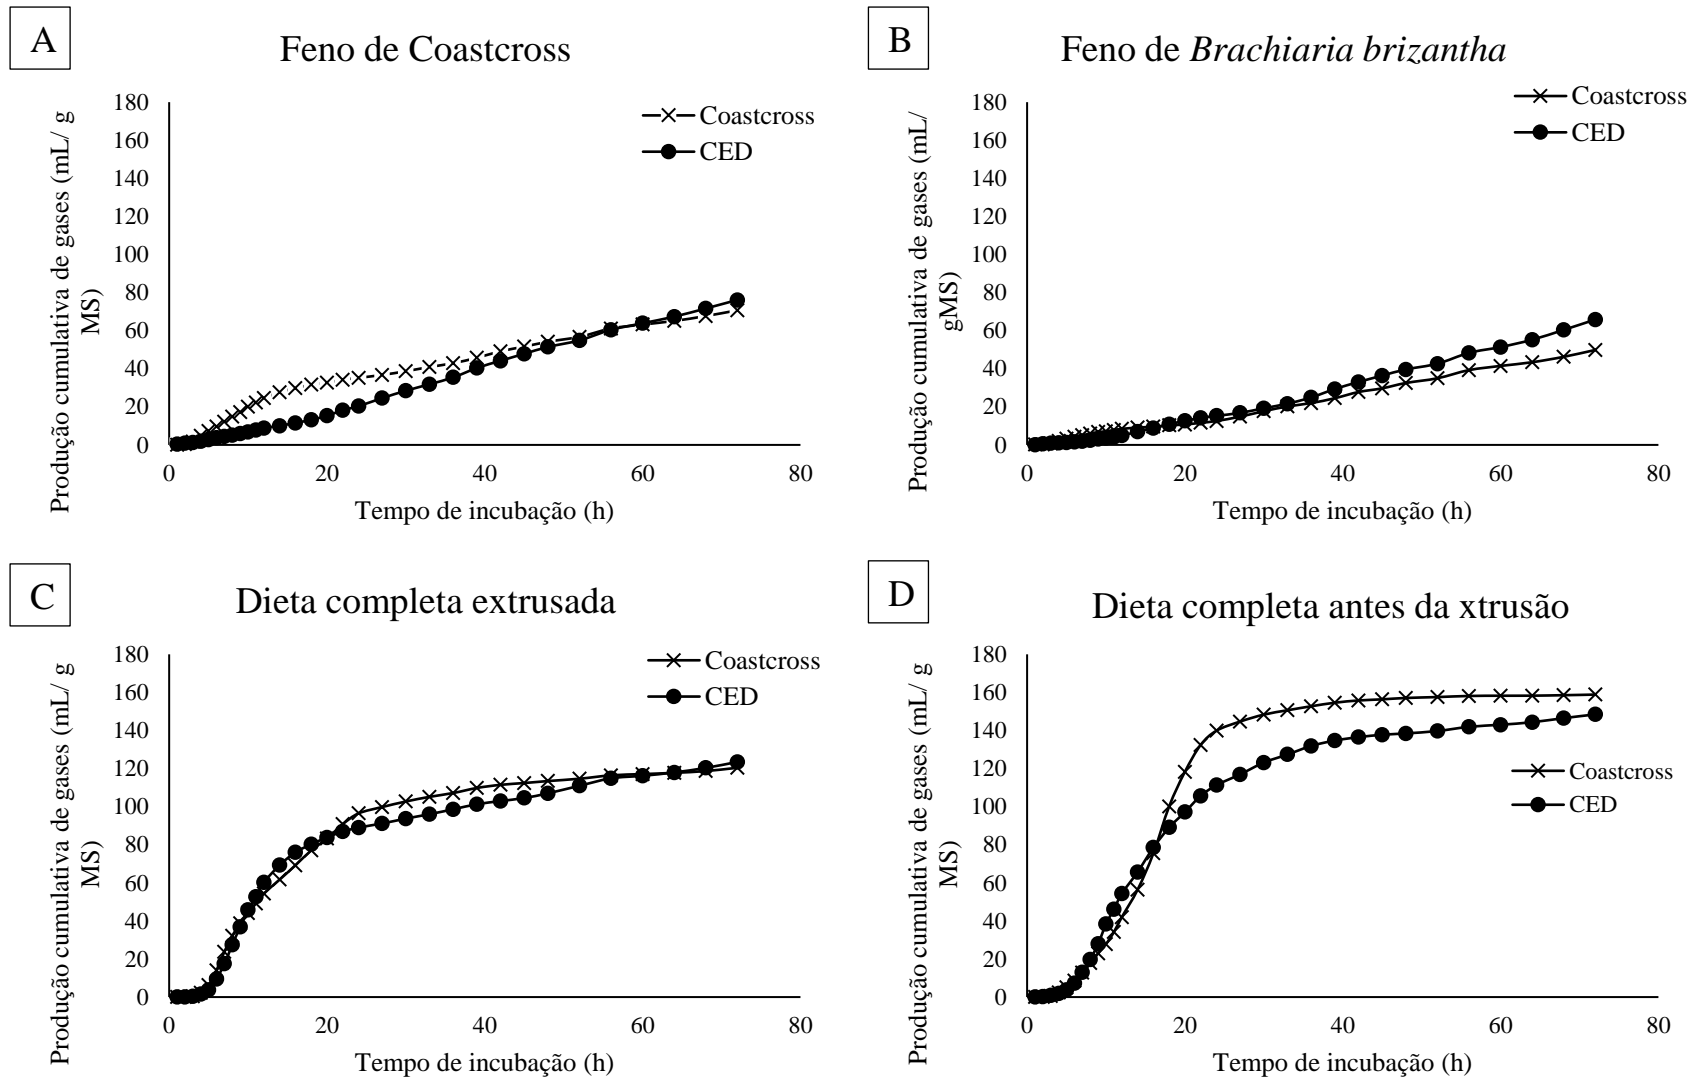 A
Feno de Coastcross
Produção cumulativa de gases (mL/ g
MS)
180
160
140
120
100
80
60
40
20
0
0 20 40 60 80
Tempo de incubação (h)
Coastcross
CED
B
Feno de Brachiaria brizantha
Produção cumulativa de gases (mL/
gMS)
180
160
140
120
100
80
60
40
20
0
0 20 40 60 80
Tempo de incubação (h)
Coastcross
CED
C
Dieta completa extrusada
Produção cumulativa de gases (mL/ g
MS)
180
160
140
120
100
80
60
40
20
0
0 20 40 60 80
Tempo de incubação (h)
Coastcross
CED
D
Dieta completa antes da xtrusão
Produção cumulativa de gases (mL/ g
MS)
180
160
140
120
100
80
60
40
20
0
0 20 40 60 80
Tempo de incubação (h)
Coastcross
CED